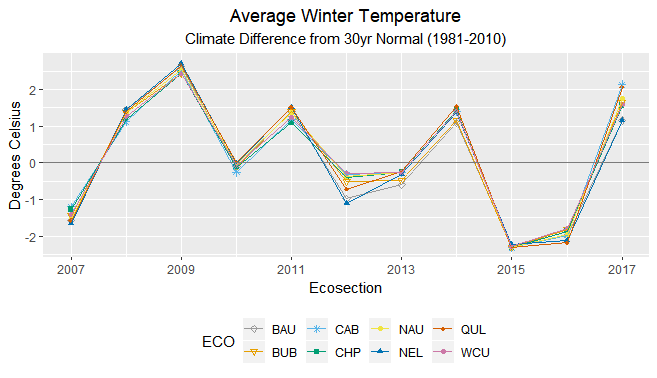 Average Winter Temperature
Climate Difference from 30yr Normal (1981-2010)
Degrees Celsius
2
1
0
-1
-2
2007 2009 2011 2013 2015 2017
Ecosection
ECO
BAU CAB NAU QUL
BUB CHP NEL WCU